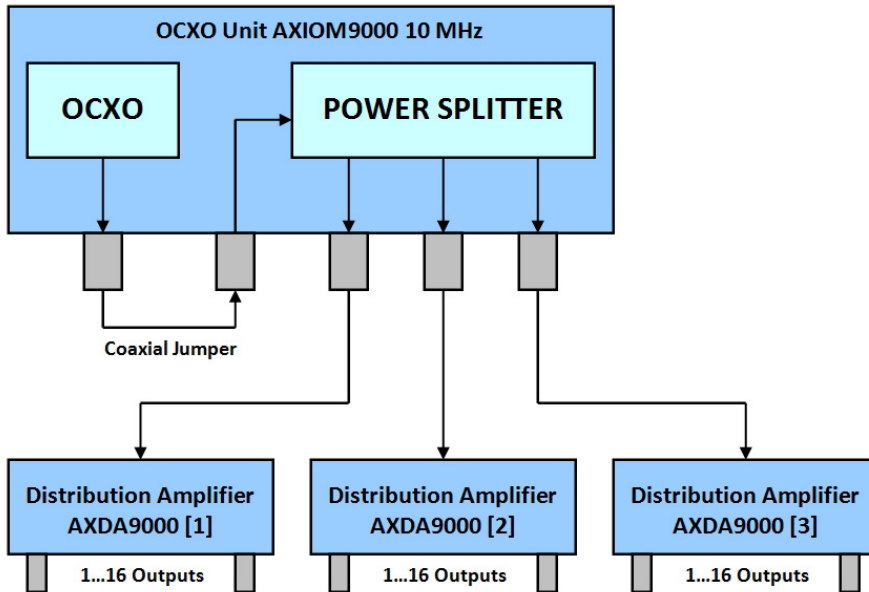 OCXO Unit AXIOM9000 10 MHz
OCXO
POWER SPLITTER
Coaxial Jumper
Distribution Amplifier
AXDA9000 [1]
Distribution Amplifier
AXDA9000 [2]
Distribution Amplifier
AXDA9000 [3]
1...16 Outputs
1...16 Outputs
1...16 Outputs